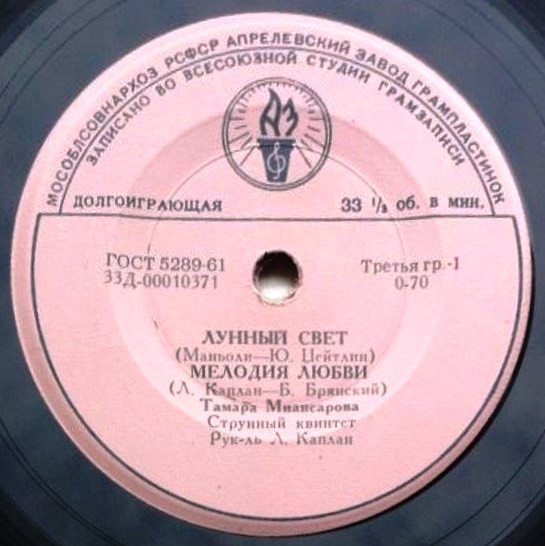 МОСОБЛСОВНАРХОЗ РСФСР АПРЕЛЕВСКИЙ ЗАВОД ГРАМПЛАСТИНОК
ЗАПИСАНО ВО ВСЕСОЮЗНОЙ СТУДИИ ГРАМЗАПИСИ
АЗ
ДОЛГОИГРАЮЩАЯ 33 1/3 об. в мин.
ГОСТ 5289-61 Третья гр.-1
33Д-00010371 0-70
ЛУННЫЙ СВЕТ
(Маньоли—Ю. Цейтлин)
МЕЛОДИЯ ЛЮБВИ
(Л. Каплан—Б. Брянский)
Тамара Миансарова
Струнный квинтет
Рук-ль Л. Каплан